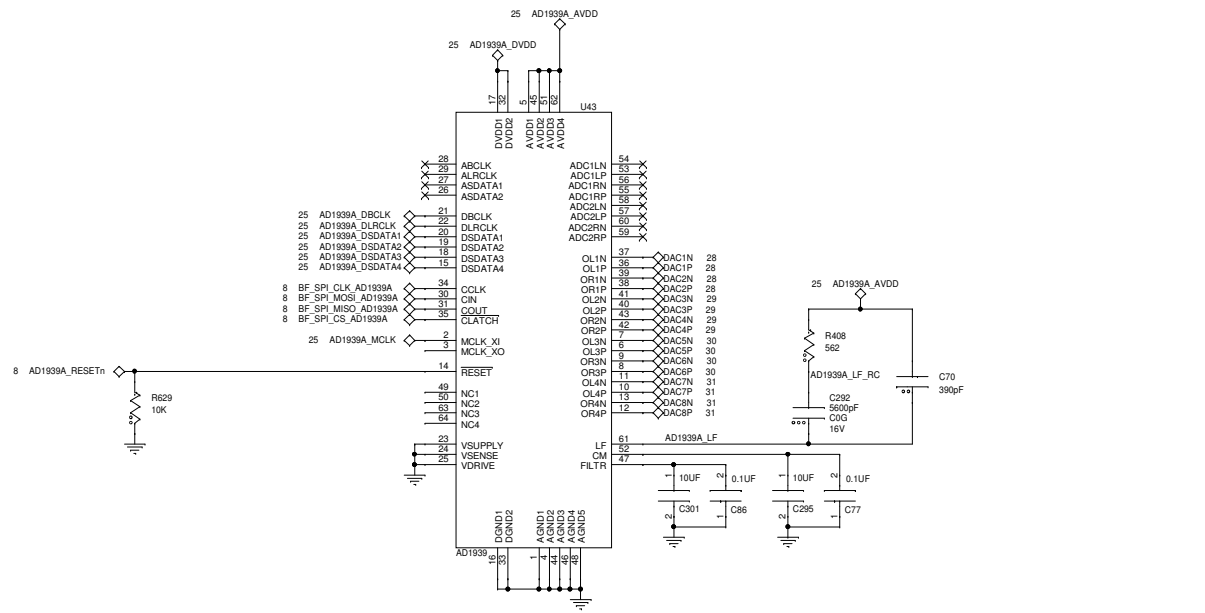 25 AD1939A_AVDD
25 AD1939A_DVDD
U43
17 32 5 45 51 62
DVDD1 DVDD2 AVDD1 AVDD2 AVDD3 AVDD4
28 ABCLK
29 ALRCLK
27 ASDATA1
26 ASDATA2
25 AD1939A_DBCLK 21 DBCLK
25 AD1939A_DLRCLK 22 DLRCLK
25 AD1939A_DSDATA1 20 DSDATA1
25 AD1939A_DSDATA2 19 DSDATA2
25 AD1939A_DSDATA3 18 DSDATA3
25 AD1939A_DSDATA4 15 DSDATA4
8 BF_SPI_CLK_AD1939A 34 CCLK
8 BF_SPI_MOSI_AD1939A 30 CIN
8 BF_SPI_MISO_AD1939A 31 COUT
8 BF_SPI_CS_AD1939A 35 CLATCH
25 AD1939A_MCLK 2 MCLK_XI
3 MCLK_XO
8 AD1939A_RESETn 14 RESET
R629
10K
49 NC1
50 NC2
63 NC3
64 NC4
23 VSUPPLY
24 VSENSE
25 VDRIVE
ADC1LN 54
ADC1LP 53
ADC1RN 56
ADC1RP 55
ADC2LN 58
ADC2LP 57
ADC2RN 60
ADC2RP 59
OL1N 37 DAC1N 28
OL1P 36 DAC1P 28
OR1N 39 DAC2N 28
OR1P 38 DAC2P 28
OL2N 41 DAC3N 29
OL2P 40 DAC3P 29
OR2N 43 DAC4N 29
OR2P 42 DAC4P 29
OL3N 7 DAC5N 30
OL3P 6 DAC5P 30
OR3N 9 DAC6N 30
OR3P 8 DAC6P 30
OL4N 11 DAC7N 31
OL4P 10 DAC7P 31
OR4N 13 DAC8N 31
OR4P 12 DAC8P 31
LF 61 AD1939A_LF
CM 52
FILTR 47
25 AD1939A_AVDD
R408
562
AD1939A_LF_RC
C70
390pF
C292
5600pF
C0G
16V
1 10UF 2 0.1UF 1 10UF 2 0.1UF
2 C301 1 C86 2 C295 1 C77
DGND1 DGND2 AGND1 AGND2 AGND3 AGND4 AGND5
AD1939
16 33 1 4 44 46 48